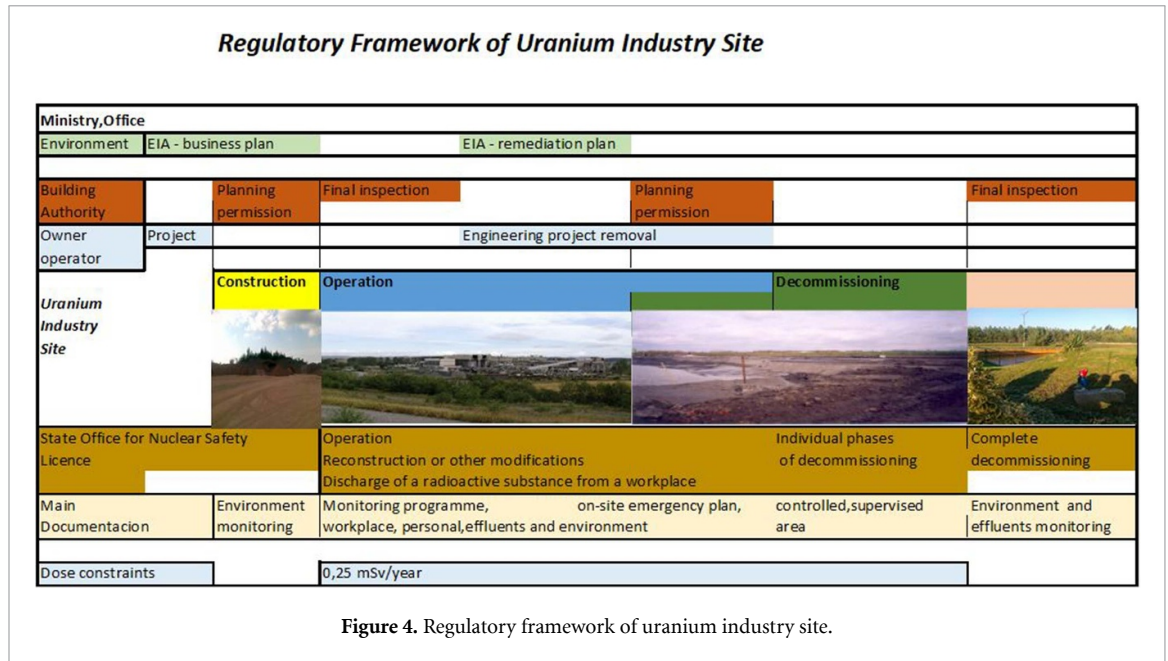 Regulatory Framework of Uranium Industry Site
Ministry,Office
Environment EIA - business plan EIA - remediation plan
Building Planning Final inspection Planning Final inspection
Authority permission permission
Owner Project Engineering project removal
operator
Construction Operation Decommissioning
Uranium
Industry
Site
State Office for Nuclear Safety Operation Individual phases Complete
Licence Reconstruction or other modifications of decommissioning decommissioning
Discharge of a radioactive substance from a workplace
Main Environment Monitoring programme, on-site emergency plan, controlled,supervised Environment and
Documentacion monitoring workplace, personal,effluents and environment area effluents monitoring
Dose constraints 0,25 mSv/year
Figure 4. Regulatory framework of uranium industry site.